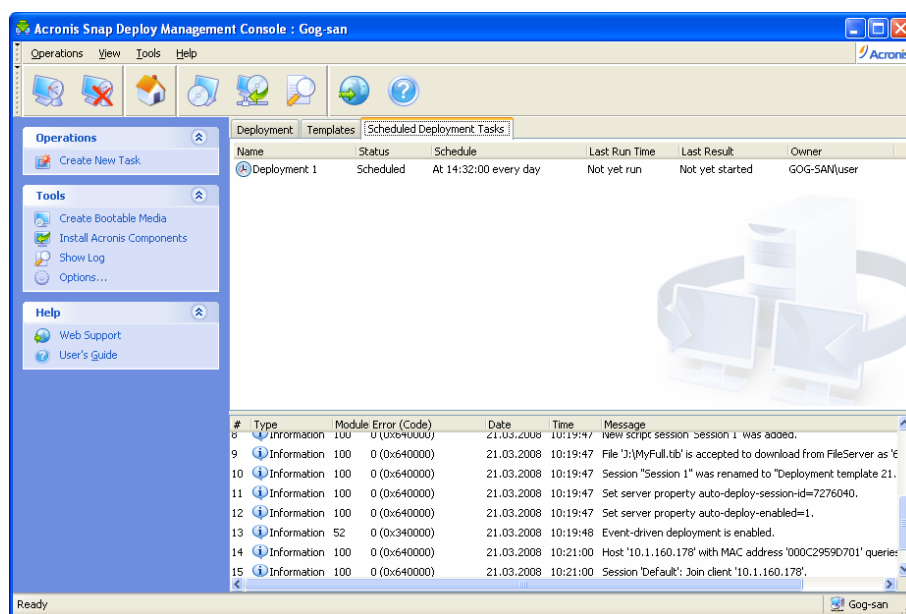 Acronis Snap Deploy Management Console : Gog-san
Operations View Tools Help
Acronis
Operations
Create New Task
Tools
Create Bootable Media
Install Acronis Components
Show Log
Options...
Help
Web Support
User's Guide
Deployment Templates Scheduled Deployment Tasks
Name Status Schedule Last Run Time Last Result Owner
Deployment 1 Scheduled At 14:32:00 every day Not yet run Not yet started GOG-SAN\user
# Type Module Error (Code) Date Time Message
8 Information 100 0 (0x640000) 21.03.2008 10:19:47 New script session 'Session 1' was added.
9 Information 100 0 (0x640000) 21.03.2008 10:19:47 File 'J:\MyFull.tib' is accepted to download from FileServer as '6
10 Information 100 0 (0x640000) 21.03.2008 10:19:47 Session "Session 1" was renamed to "Deployment template 21.
11 Information 100 0 (0x640000) 21.03.2008 10:19:47 Set server property auto-deploy-session-id=7276040.
12 Information 100 0 (0x640000) 21.03.2008 10:19:47 Set server property auto-deploy-enabled=1.
13 Information 52 0 (0x340000) 21.03.2008 10:19:48 Event-driven deployment is enabled.
14 Information 100 0 (0x640000) 21.03.2008 10:21:00 Host '10.1.160.178' with MAC address '000C2959D701' queries
15 Information 100 0 (0x640000) 21.03.2008 10:21:00 Session 'Default': Join client '10.1.160.178'.
Ready Gog-san